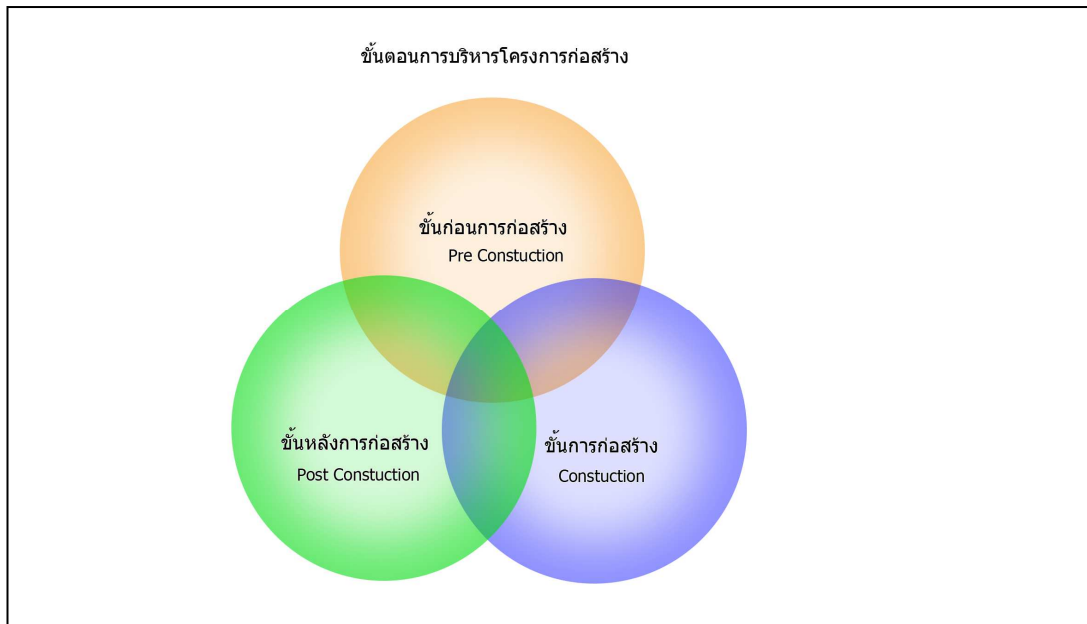 ขั้นตอนการบริหารโครงการก่อสร้าง
ขั้นก่อนการก่อสร้าง
Pre Constuction
ขั้นหลังการก่อสร้าง
Post Constuction
ขั้นการก่อสร้าง
Constuction